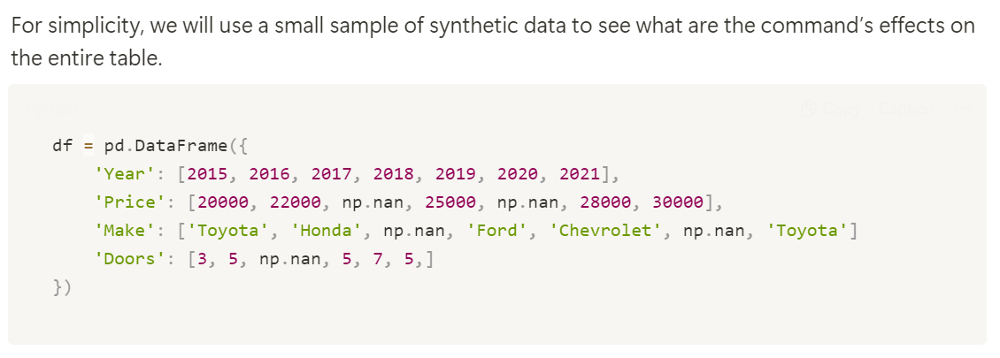 For simplicity, we will use a small sample of synthetic data to see what are the command's effects on
the entire table.
df = pd.DataFrame({
    'Year': [2015, 2016, 2017, 2018, 2019, 2020, 2021],
    'Price': [20000, 22000, np.nan, 25000, np.nan, 28000, 30000],
    'Make': ['Toyota', 'Honda', np.nan, 'Ford', 'Chevrolet', np.nan, 'Toyota']
    'Doors': [3, 5, np.nan, 5, 7, 5,]
})